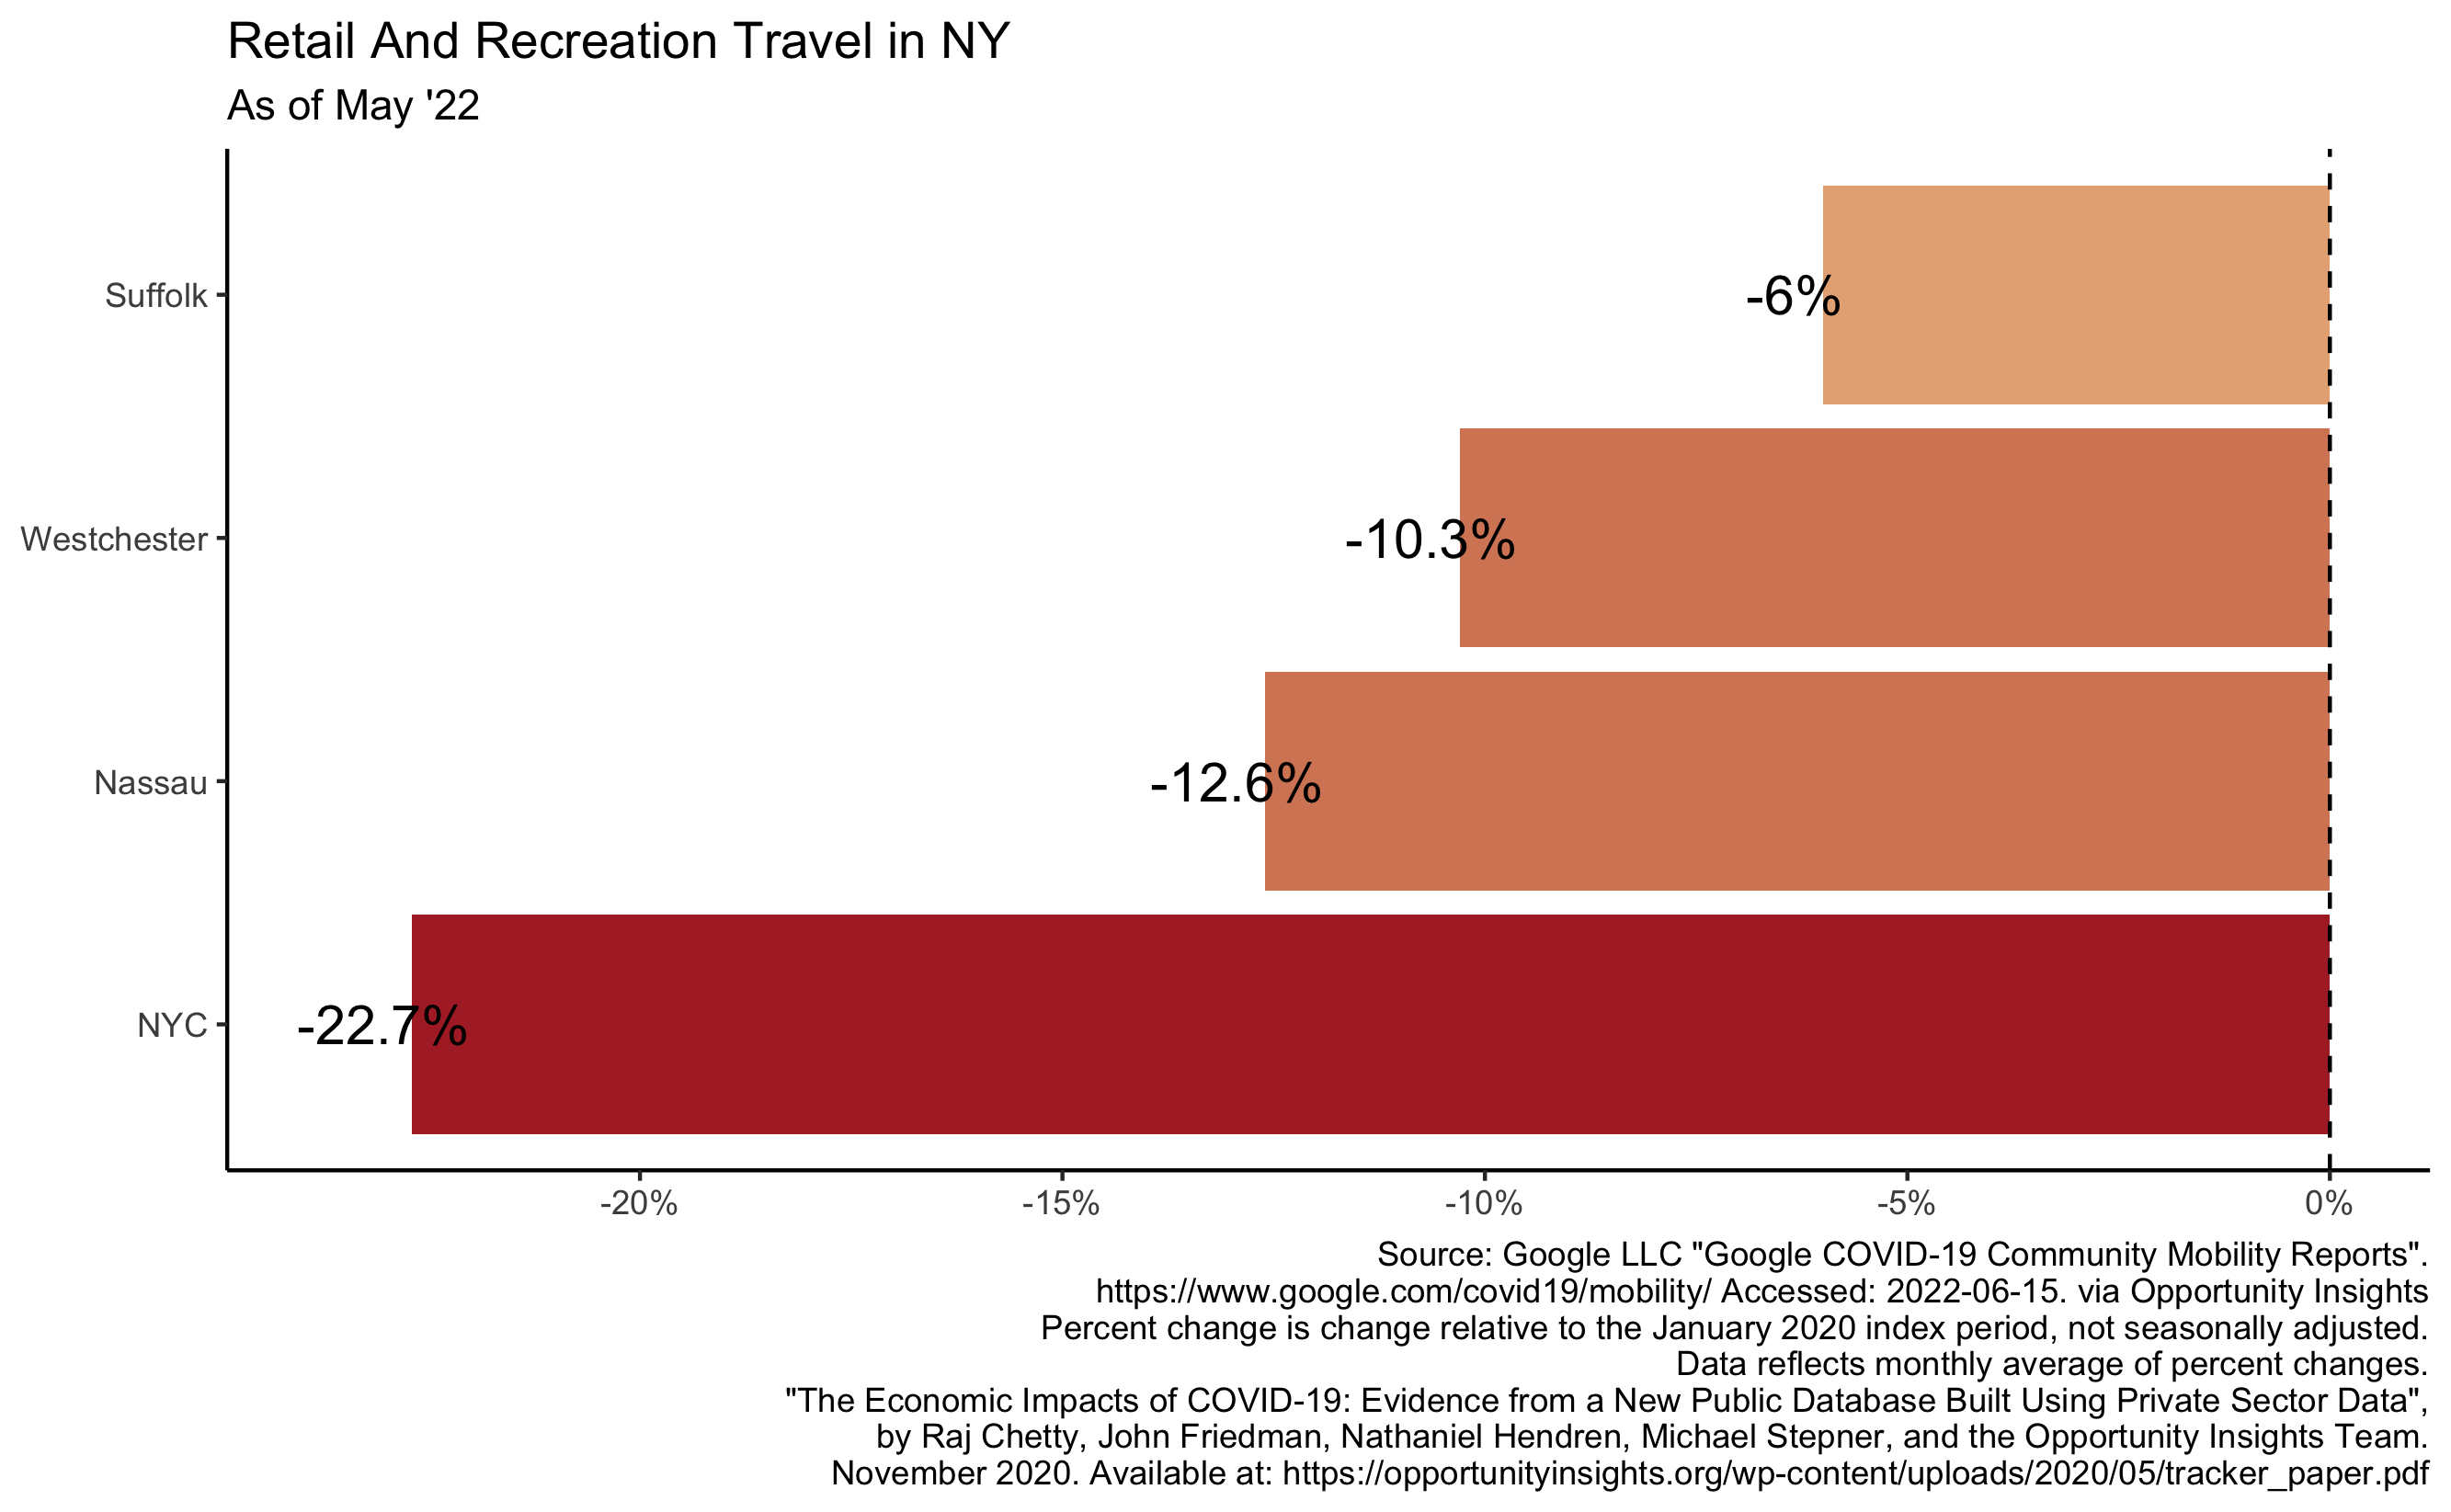 Retail And Recreation Travel in NY
As of May '22
Suffolk
-6%
Westchester
-10.3%
Nassau
-12.6%
NYC
-22.7%
-20%
-15%
-10%
-5%
0%
Source: Google LLC "Google COVID-19 Community Mobility Reports".
https://www.google.com/covid19/mobility/ Accessed: 2022-06-15. via Opportunity Insights
Percent change is change relative to the January 2020 index period, not seasonally adjusted.
Data reflects monthly average of percent changes.
"The Economic Impacts of COVID-19: Evidence from a New Public Database Built Using Private Sector Data",
by Raj Chetty, John Friedman, Nathaniel Hendren, Michael Stepner, and the Opportunity Insights Team.
November 2020. Available at: https://opportunityinsights.org/wp-content/uploads/2020/05/tracker_paper.pdf